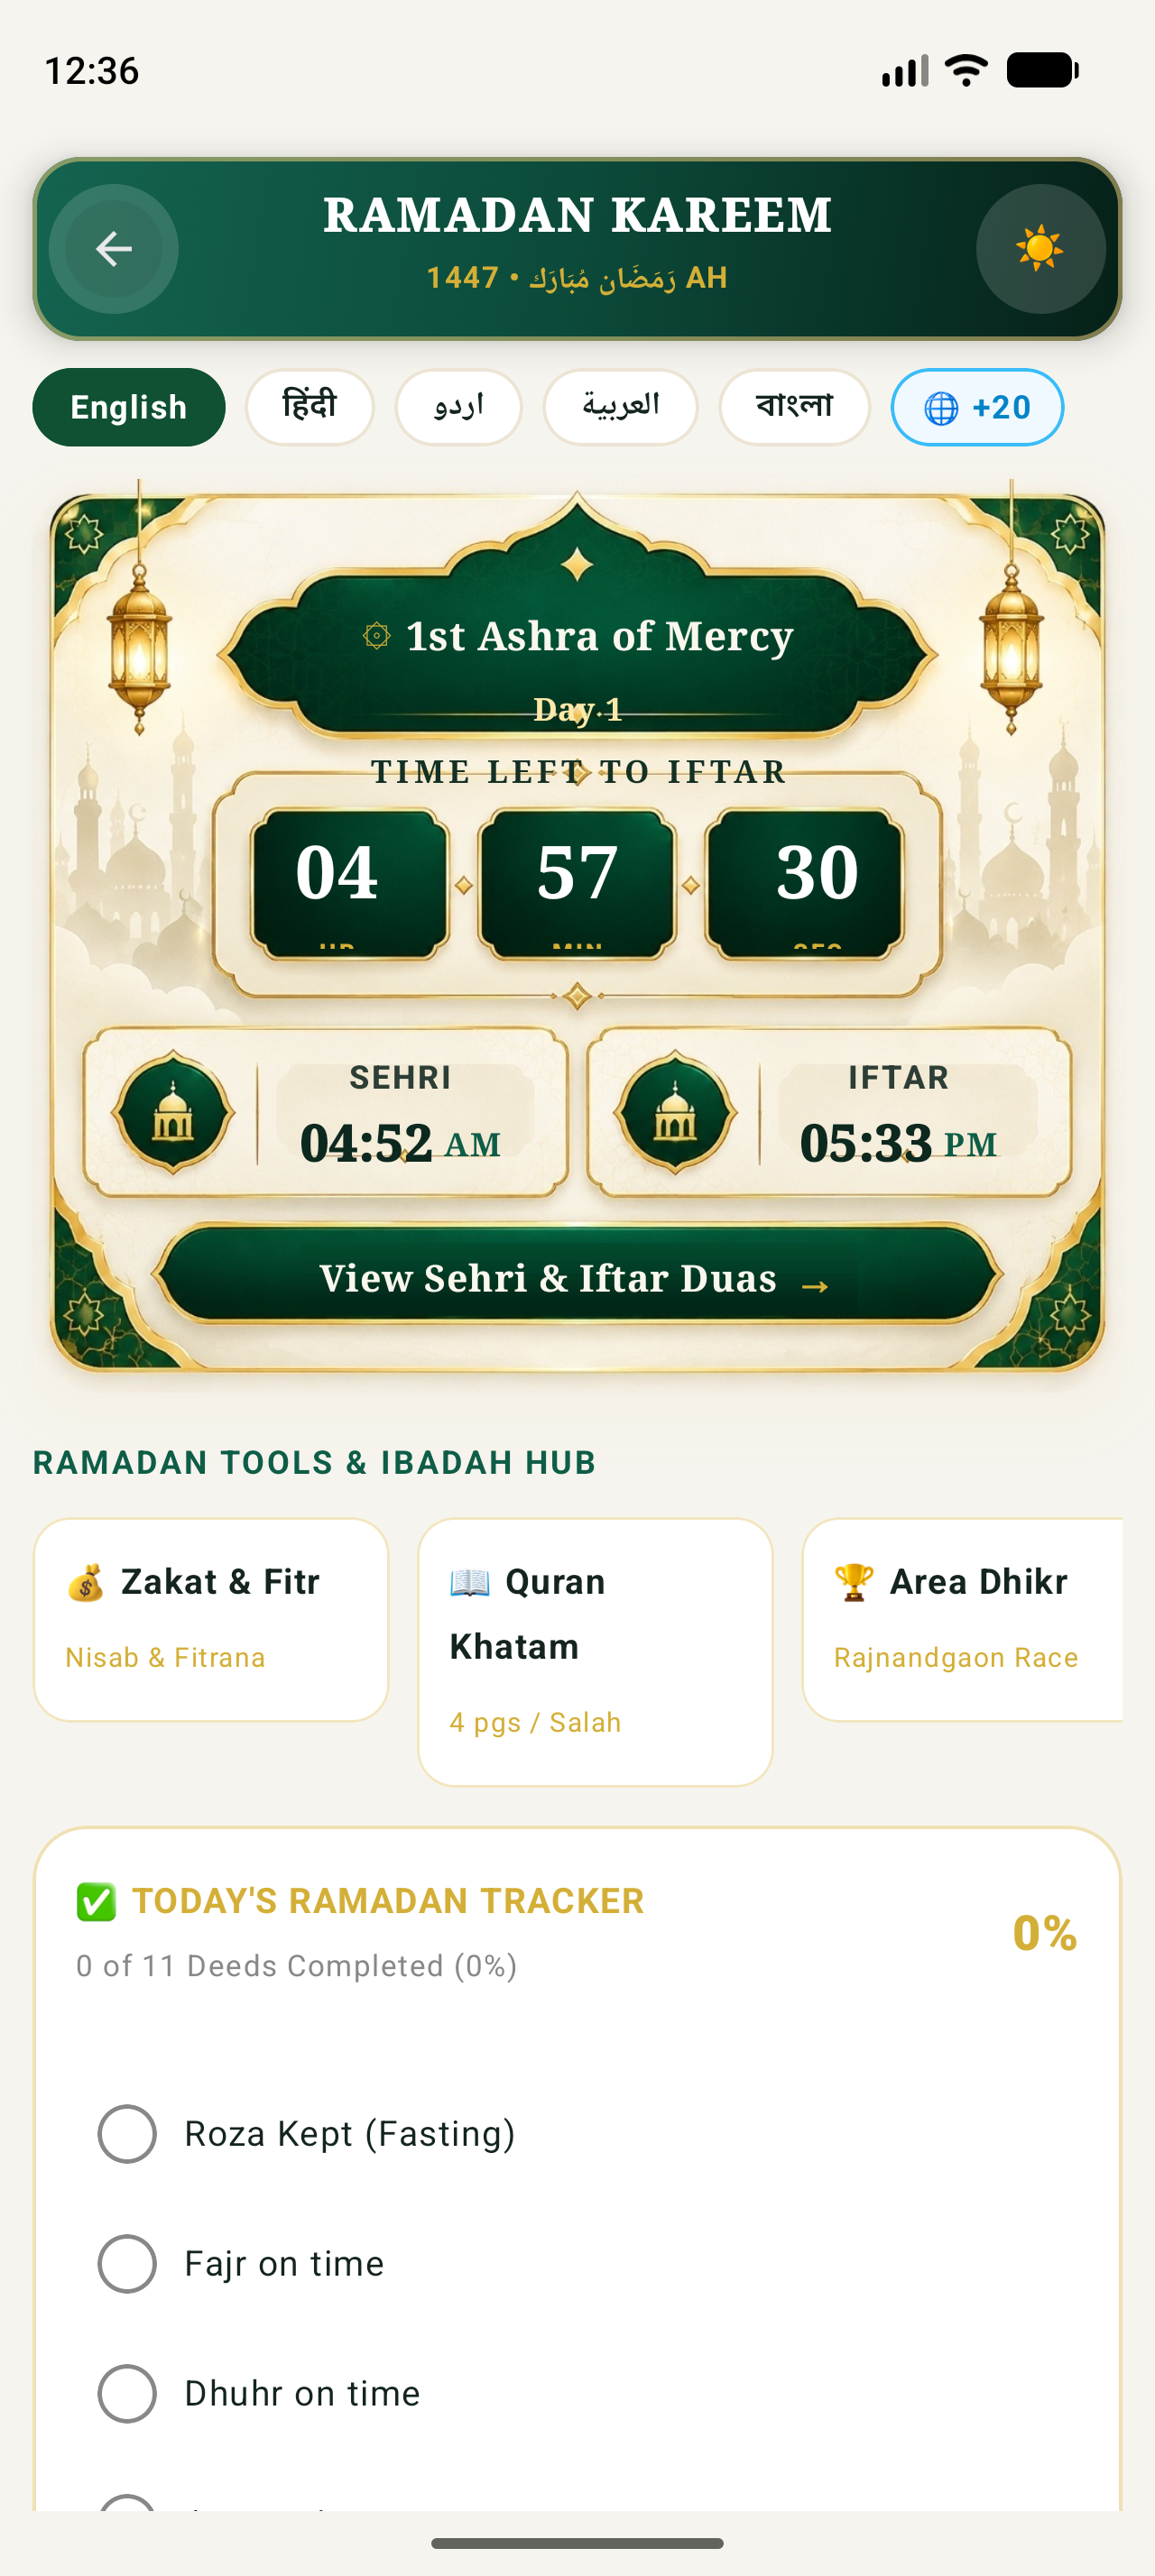 12:36
RAMADAN KAREEM
1447 • رَمَضَان مُبَارَك AH
English
हिंदी
اردو
العربية
বাংলা
+20
1st Ashra of Mercy
Day 1
TIME LEFT TO IFTAR
04
57
30
HR
MIN
SEC
SEHRI
IFTAR
04:52 AM
05:33 PM
View Sehri & Iftar Duas →
RAMADAN TOOLS & IBADAH HUB
Zakat & Fitr
Nisab & Fitrana
Quran
Khatam
4 pgs / Salah
Area Dhikr
Rajnandgaon Race
TODAY'S RAMADAN TRACKER
0%
0 of 11 Deeds Completed (0%)
Roza Kept (Fasting)
Fajr on time
Dhuhr on time